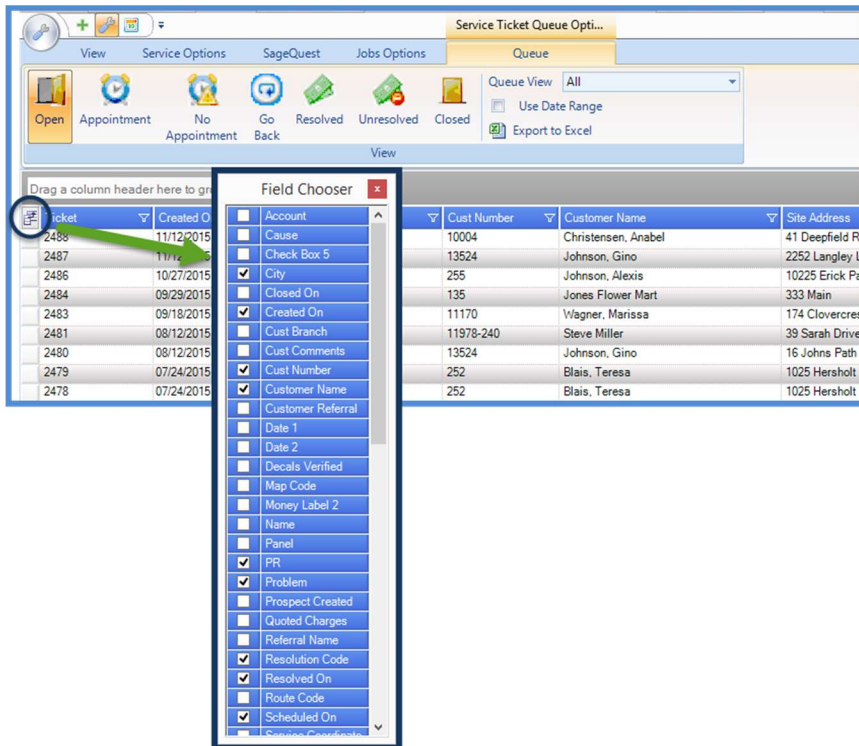 Service Ticket Queue Opti...
View Service Options SageQuest Jobs Options Queue
Open
Appointment
No Appointment
Go Back
Resolved
Unresolved
Closed
Queue View All
Use Date Range
Export to Excel
View
Drag a column header here to gr
Ticket Created O Cust Number Customer Name Site Address
2488 11/12/2015 10004 Christensen, Anabel 41 Deepfield R
2487 13524 Johnson, Gino 2252 Langley L
2486 10/27/2015 255 Johnson, Alexis 10225 Erick Pa
2484 09/29/2015 135 Jones Flower Mart 333 Main
2483 09/18/2015 11170 Wagner, Marissa 174 Clovercres
2481 08/12/2015 11978-240 Steve Miller 39 Sarah Drive
2480 08/12/2015 13524 Johnson, Gino 16 Johns Path
2479 07/24/2015 252 Blais, Teresa 1025 Hersholt
2478 07/24/2015 252 Blais, Teresa 1025 Hersholt
Field Chooser x
Account
Cause
Check Box 5
City
Closed On
Created On
Cust Branch
Cust Comments
Cust Number
Customer Name
Customer Referral
Date 1
Date 2
Decals Verified
Map Code
Money Label 2
Name
Panel
PR
Problem
Prospect Created
Quoted Charges
Referral Name
Resolution Code
Resolved On
Route Code
Scheduled On
Service Coordinate